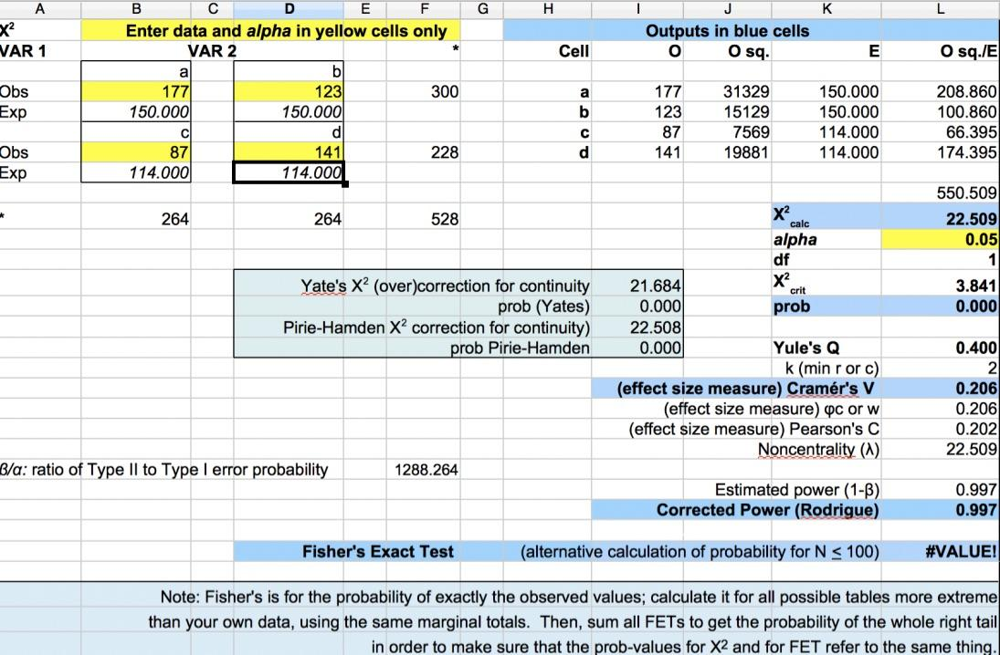 A B C D E F G H I J K L
X² Enter data and alpha in yellow cells only Outputs in blue cells
VAR 1 VAR 2 * Cell O O sq. E O sq./E
a b
Obs 177 123 300 a 177 31329 150.000 208.860
Exp 150.000 150.000 b 123 15129 150.000 100.860
c d c 87 7569 114.000 66.395
Obs 87 141 228 d 141 19881 114.000 174.395
Exp 114.000 114.000
550.509
* 264 264 528 X² calc 22.509
alpha 0.05
df 1
Yate's X² (over)correction for continuity 21.684 X² crit 3.841
prob (Yates) 0.000 prob 0.000
Pirie-Hamden X² correction for continuity) 22.508
prob Pirie-Hamden 0.000 Yule's Q 0.400
k (min r or c) 2
(effect size measure) Cramér's V 0.206
(effect size measure) φc or w 0.206
(effect size measure) Pearson's C 0.202
Noncentrality (λ) 22.509
β/α: ratio of Type II to Type I error probability 1288.264
Estimated power (1-β) 0.997
Corrected Power (Rodrigue) 0.997
Fisher's Exact Test (alternative calculation of probability for N ≤ 100) #VALUE!
Note: Fisher's is for the probability of exactly the observed values; calculate it for all possible tables more extreme
than your own data, using the same marginal totals. Then, sum all FETs to get the probability of the whole right tail
in order to make sure that the prob-values for X² and for FET refer to the same thing.